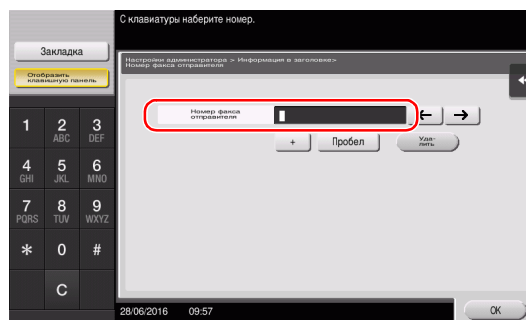 С клавиатуры наберите номер.
Закладка
Отобразить
клавишную панель
Настройки администратора > Информация в заголовке>
Номер факса отправителя
Номер факса
отправителя
← →
+ Пробел Уда-
лить
1 2 3
ABC DEF
4 5 6
GHI JKL MNO
7 8 9
PQRS TUV WXYZ
* 0 #
C
28/06/2016 09:57
OK